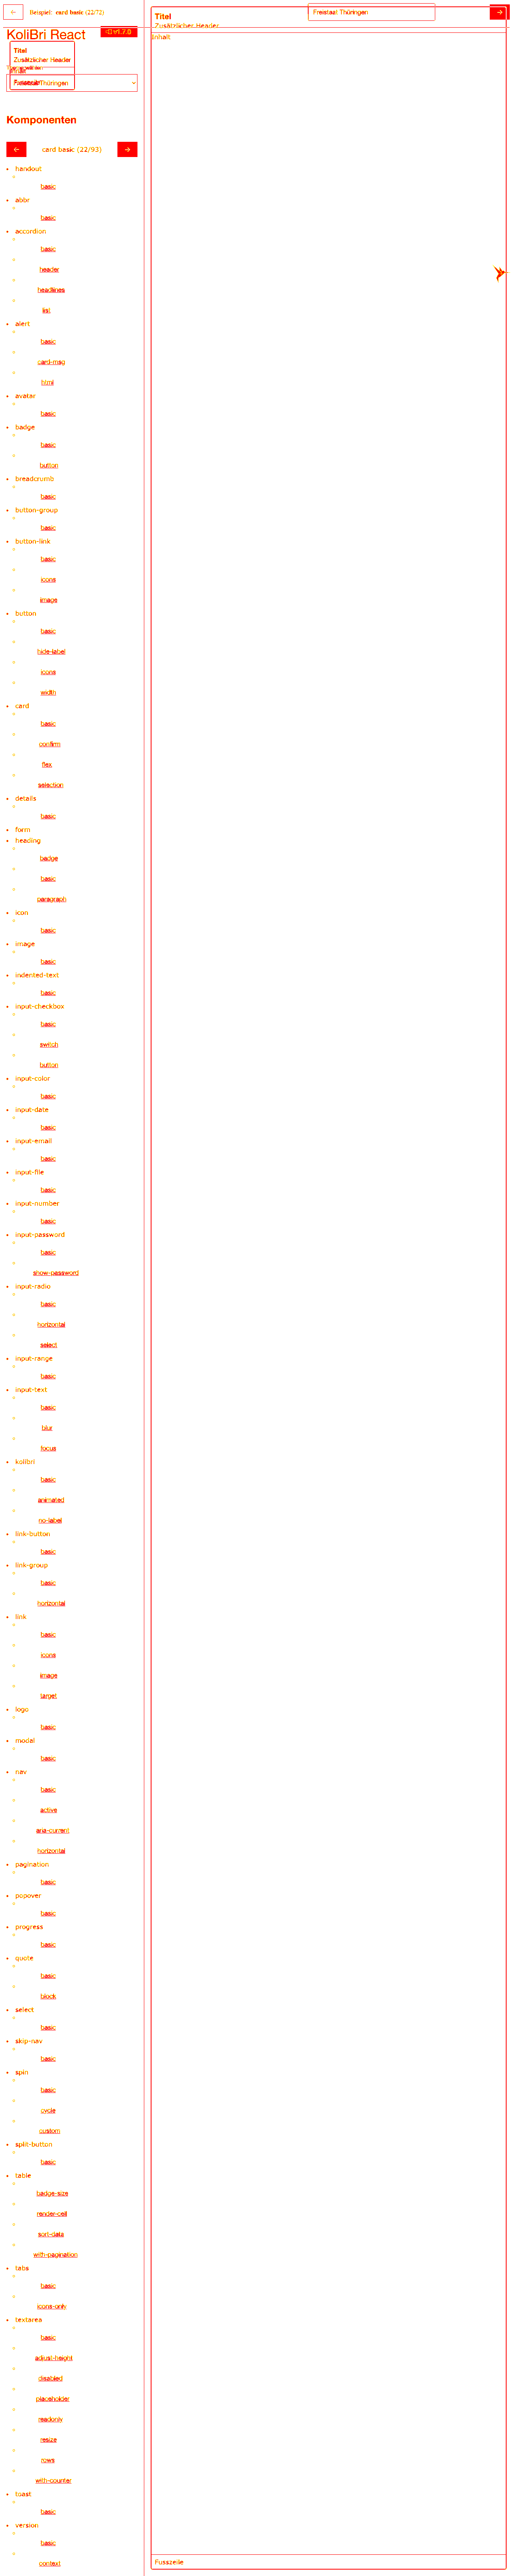 Beispiel: card basic (22/72)
Freistaat Thüringen
KoliBri React
v1.7.0
Titel
Zusätzlicher Header
Titel
Zusätzlicher Header
Inhalt
Freistaat Thüringen
Komponenten
card basic (22/93)
handout
basic
abbr
basic
accordion
basic
header
headlines
list
alert
basic
card-msg
html
avatar
basic
badge
basic
button
breadcrumb
basic
button-group
basic
button-link
basic
icons
image
button
basic
hide-label
icons
width
card
basic
confirm
flex
selection
details
basic
form
heading
badge
basic
paragraph
icon
basic
image
basic
indented-text
basic
input-checkbox
basic
switch
button
input-color
basic
input-date
basic
input-email
basic
input-file
basic
input-number
basic
input-password
basic
show-password
input-radio
basic
horizontal
select
input-range
basic
input-text
basic
blur
focus
kolibri
basic
animated
no-label
link-button
basic
link-group
basic
horizontal
link
basic
icons
image
target
logo
basic
modal
basic
nav
basic
active
aria-current
horizontal
pagination
basic
popover
basic
progress
basic
quote
basic
block
select
basic
skip-nav
basic
spin
basic
cycle
custom
split-button
basic
table
badge-size
render-cell
sort-data
with-pagination
tabs
basic
icons-only
textarea
basic
adjust-height
disabled
placeholder
readonly
resize
rows
with-counter
toast
basic
version
basic
context
Fusszeile